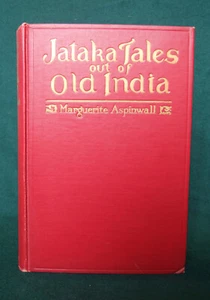 Jataka Tales
out of
Old India
Marguerite Aspinwall